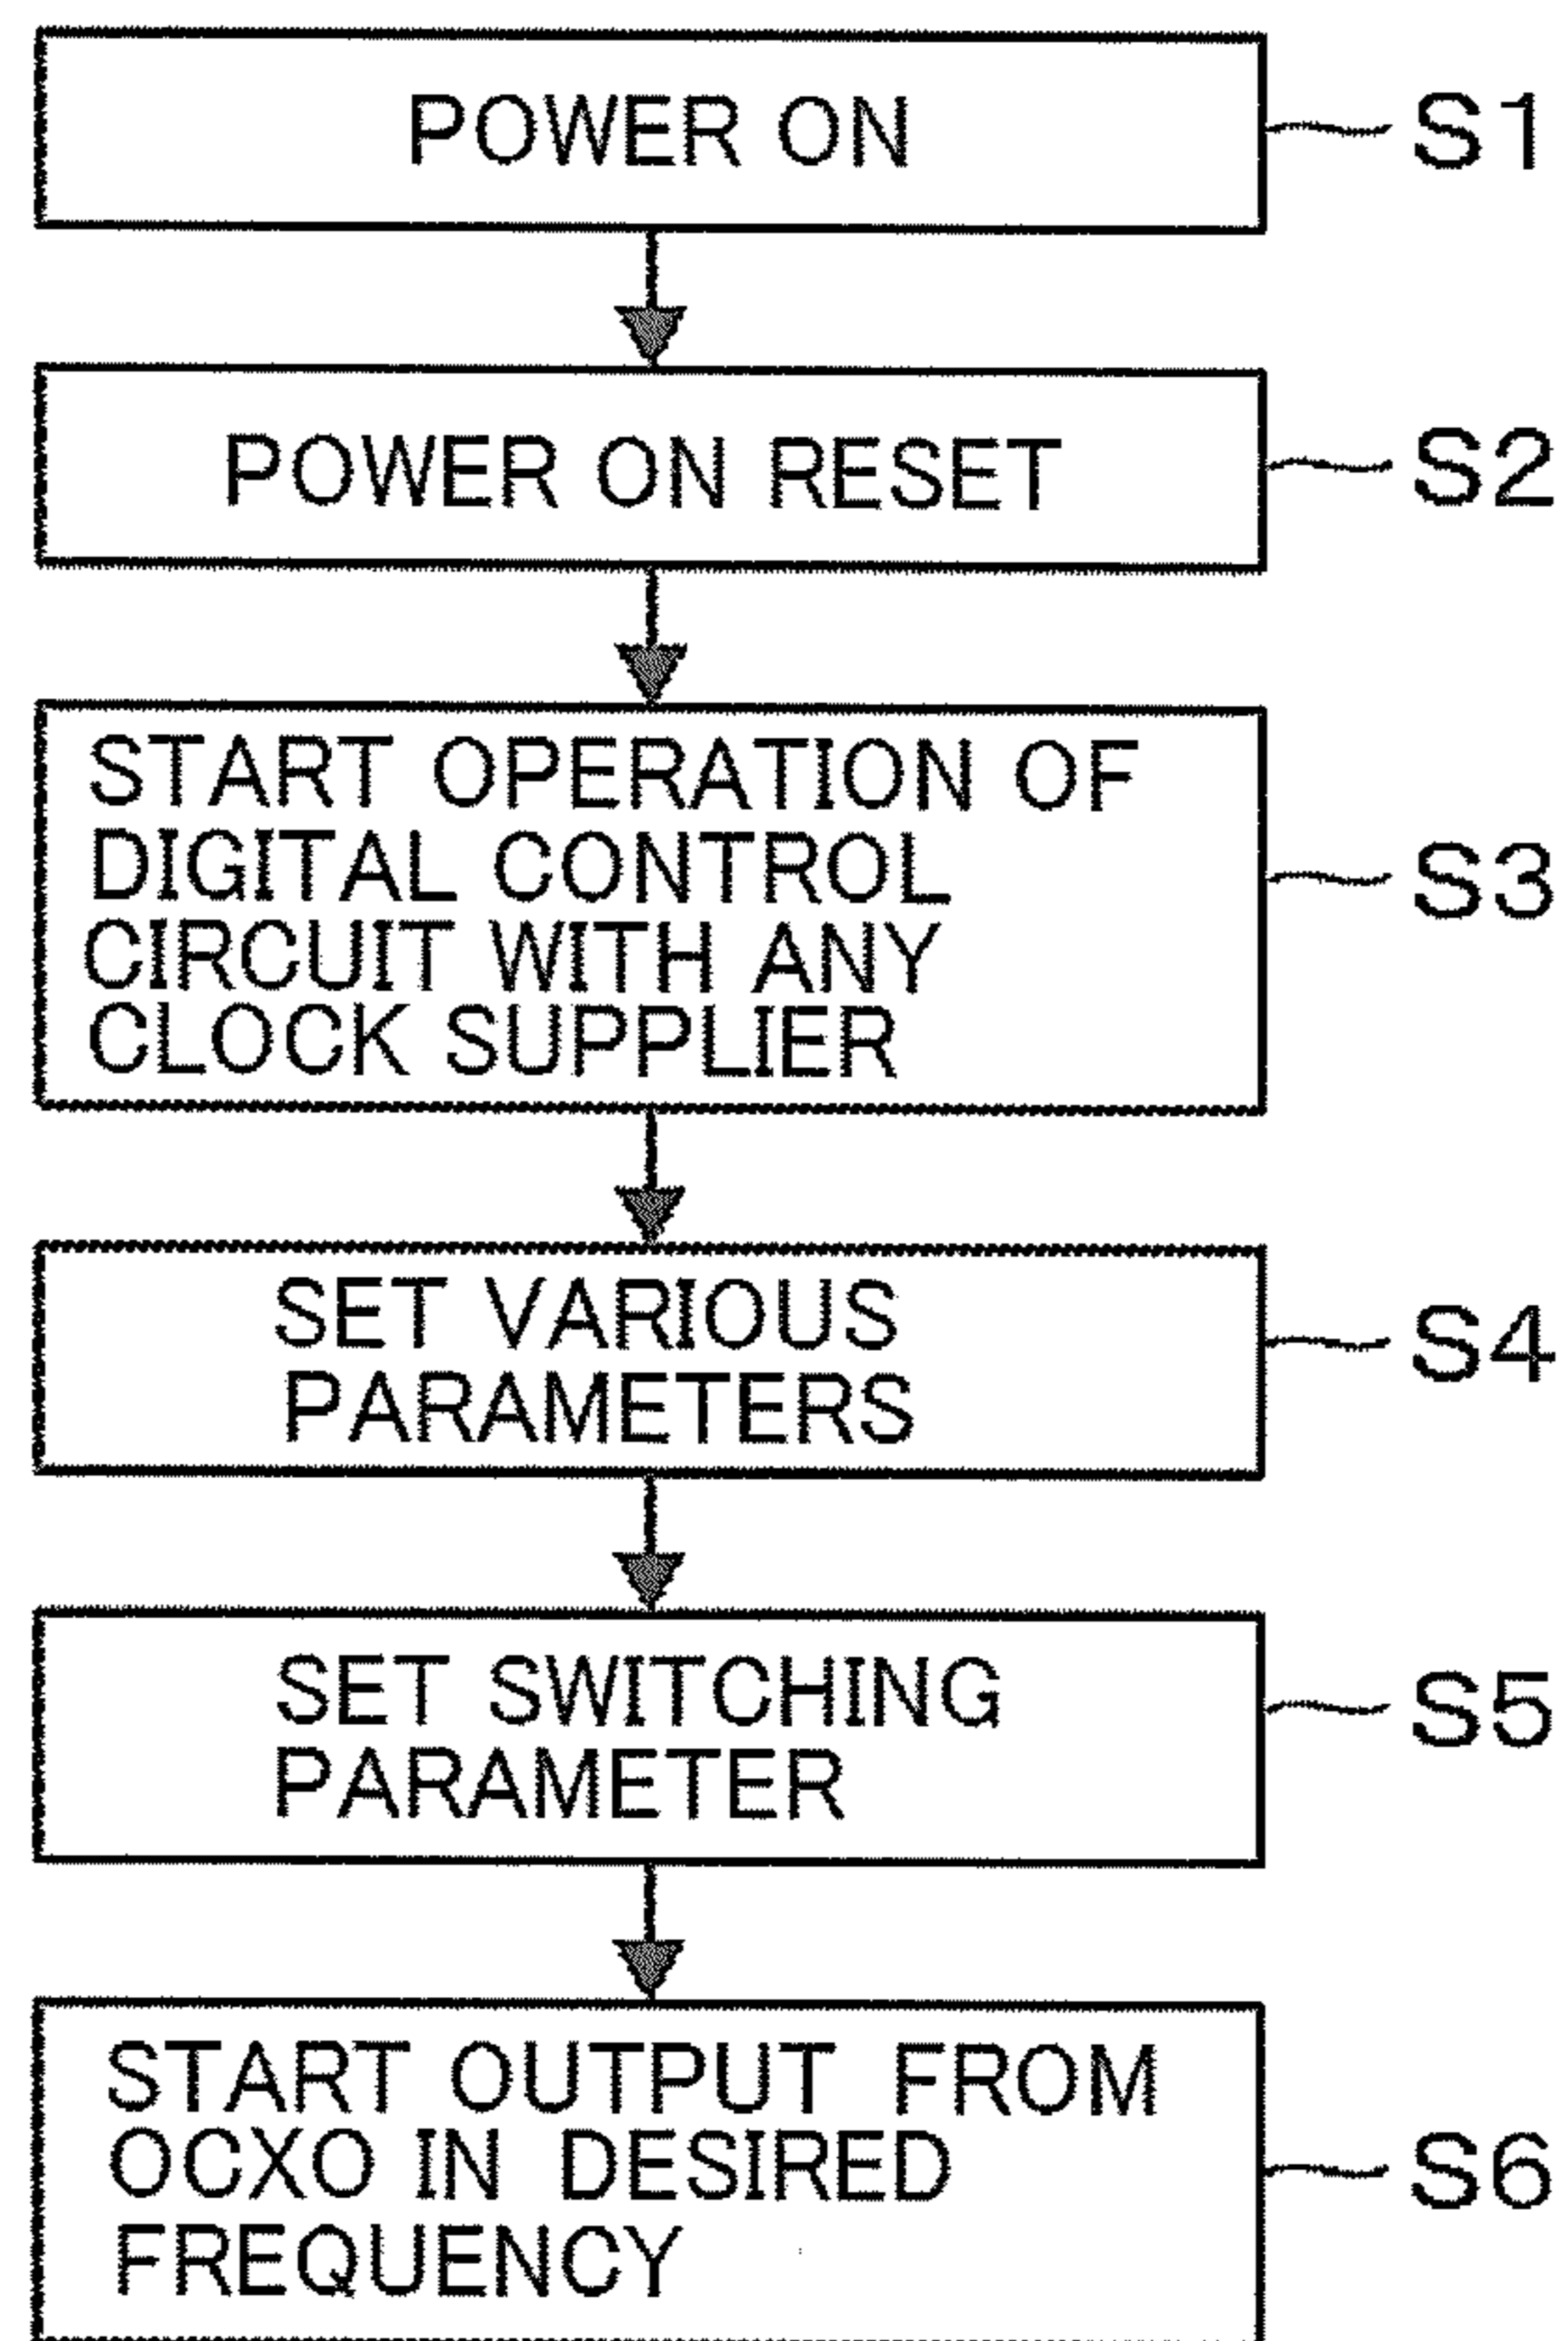 POWER ON
S1
POWER ON RESET
S2
START OPERATION OF
DIGITAL CONTROL
CIRCUIT WITH ANY
CLOCK SUPPLIER
S3
SET VARIOUS
PARAMETERS
S4
SET SWITCHING
PARAMETER
S5
START OUTPUT FROM
OCXO IN DESIRED
FREQUENCY
S6